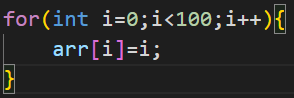 for(int i=0;i<100;i++){
    arr[i]=i;
}